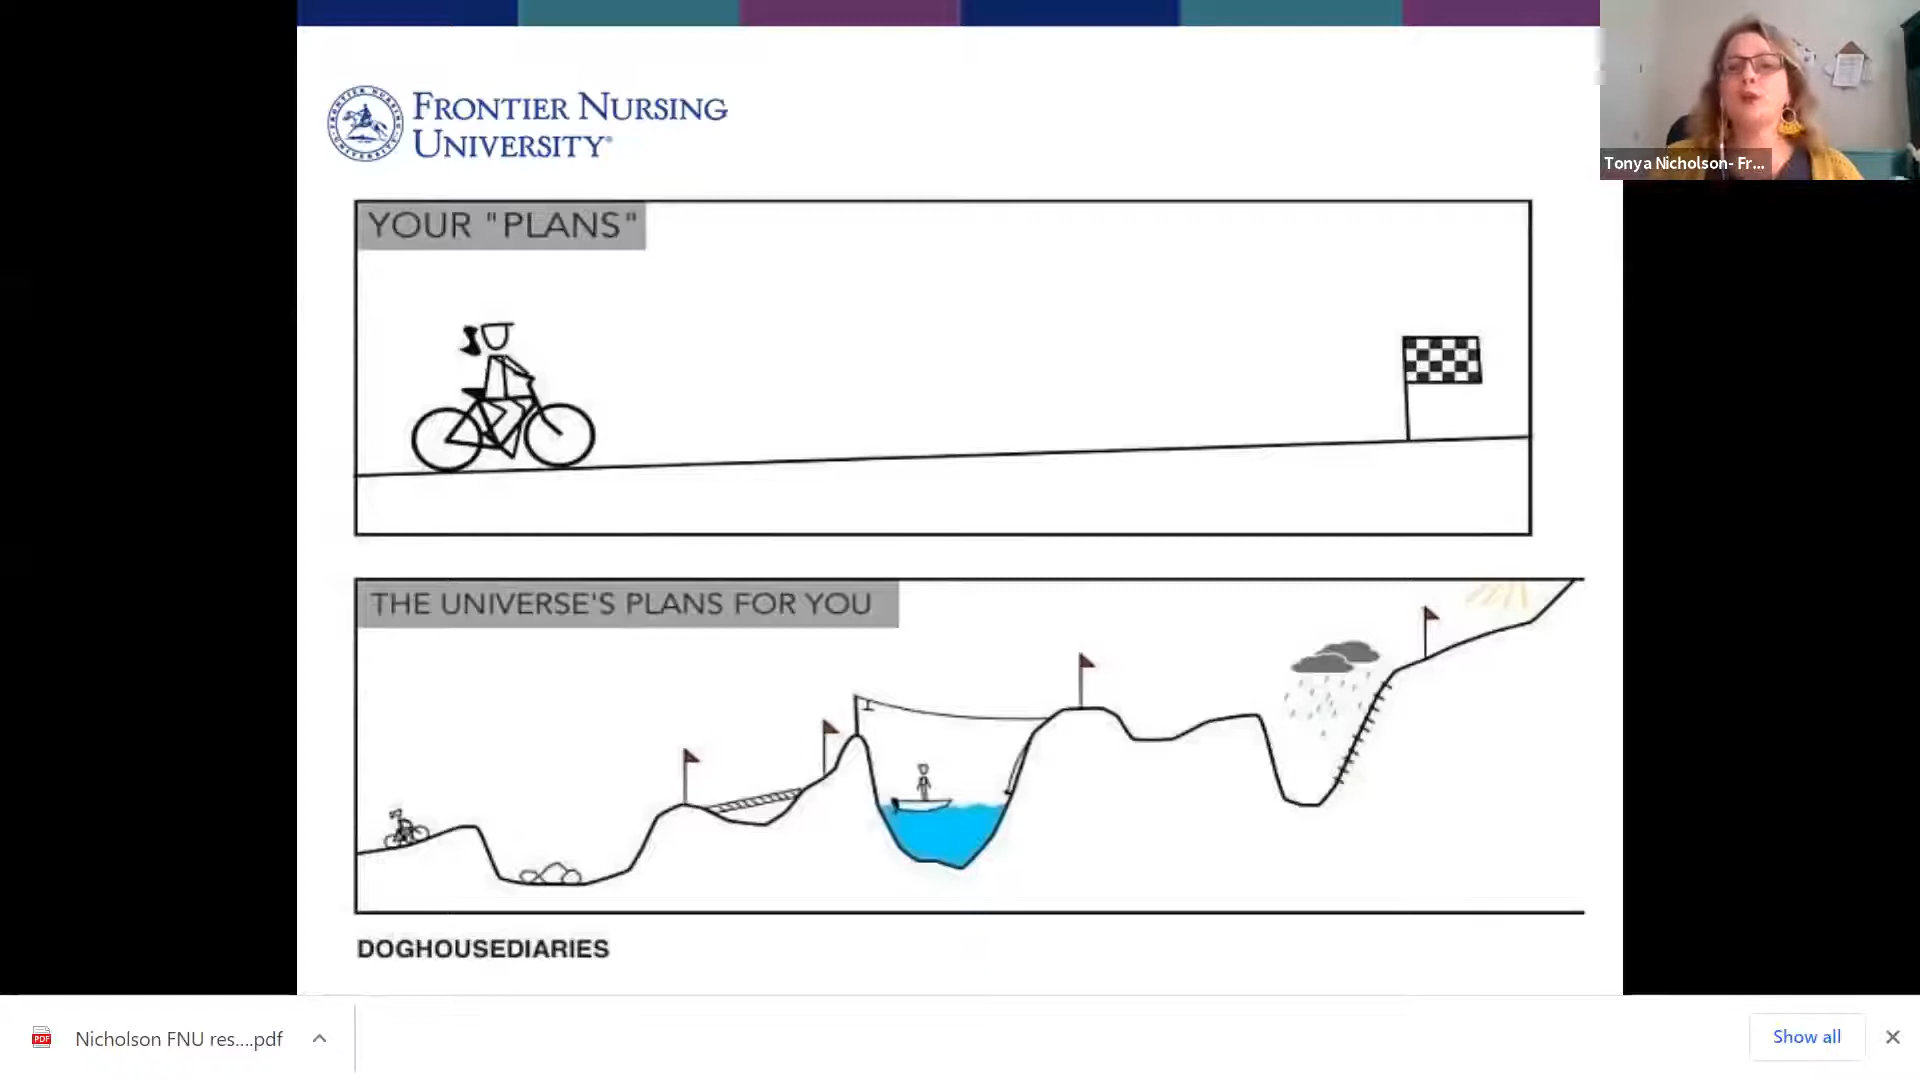 FRONTIER NURSING
UNIVERSITY
Tonya Nicholson- Fr...
YOUR "PLANS"
THE UNIVERSE'S PLANS FOR YOU
DOGHOUSEDIARIES
PDF
Nicholson FNU res....pdf
Show all